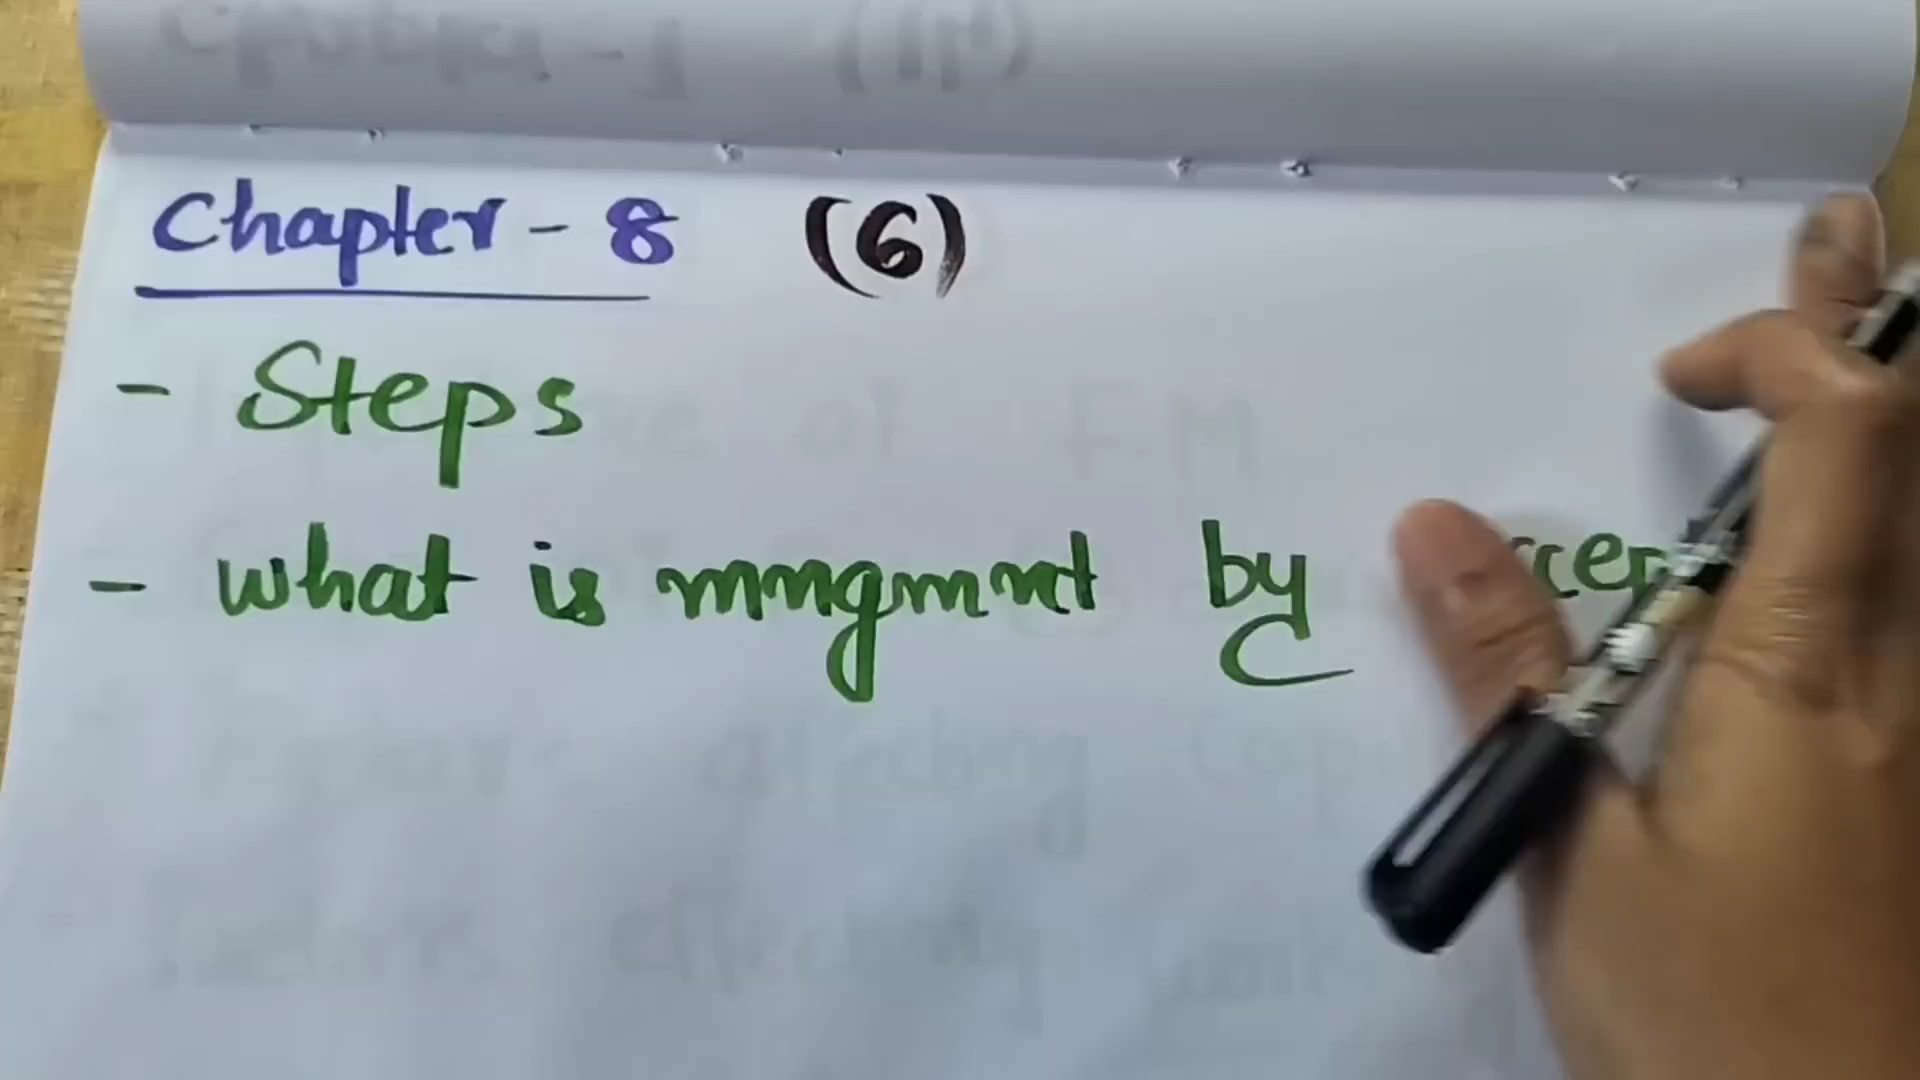 Chapter - 8 (6)
- Steps
- what is mngmnt by